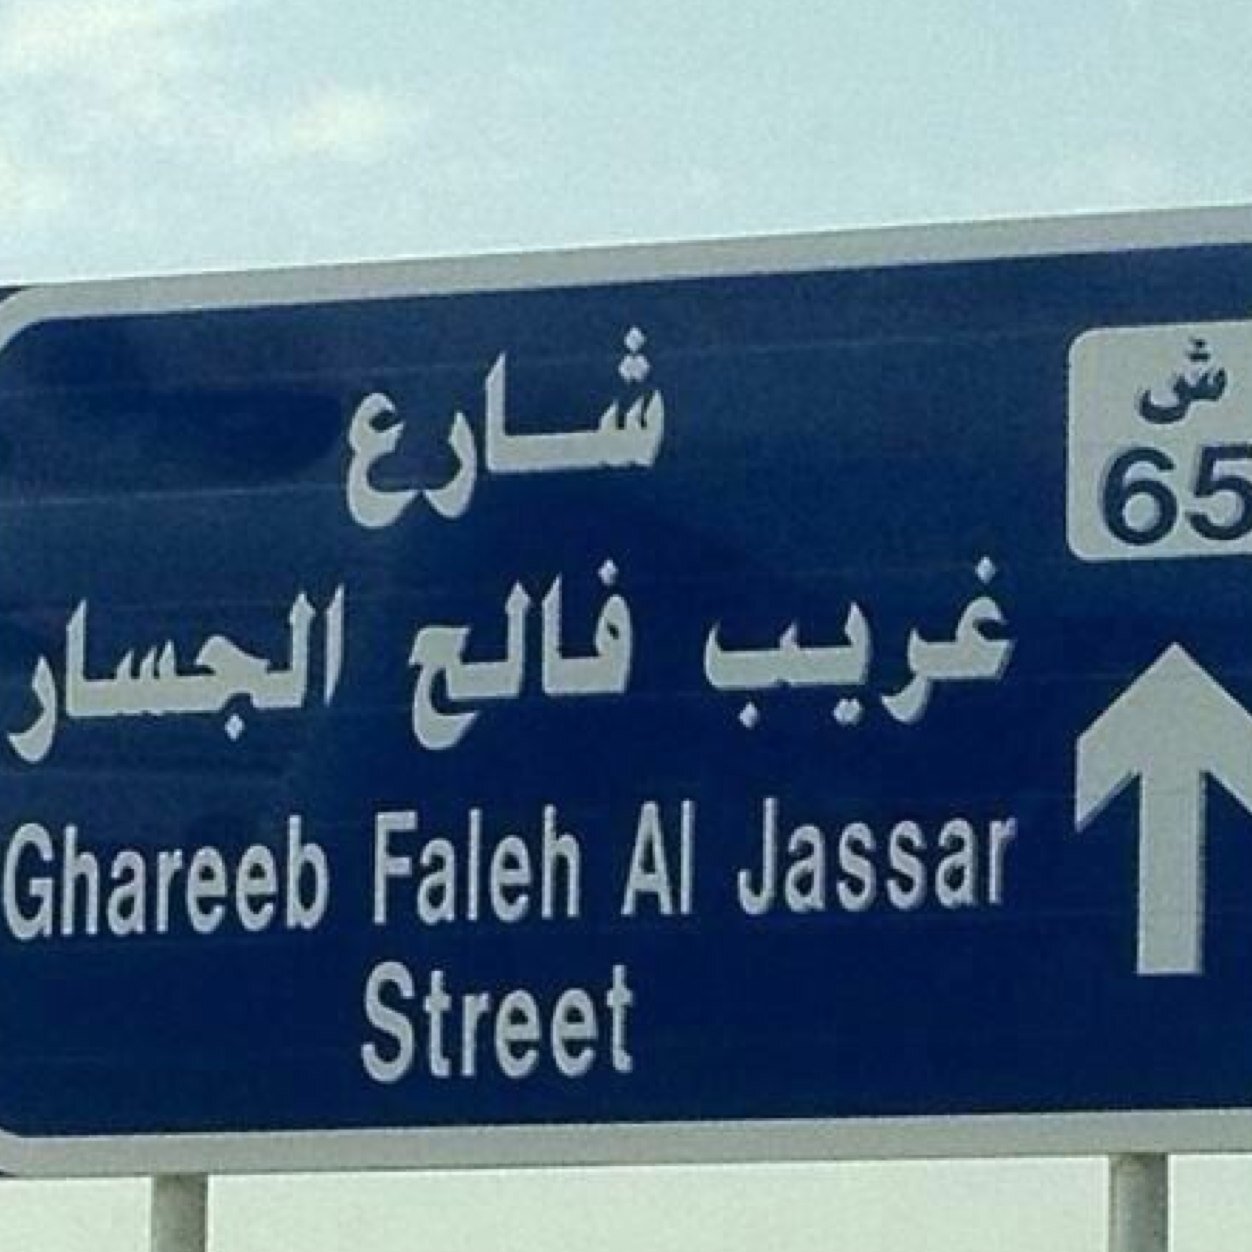 شارع
غريب فالح الجسار
Ghareeb Faleh Al Jassar
Street
ش
65